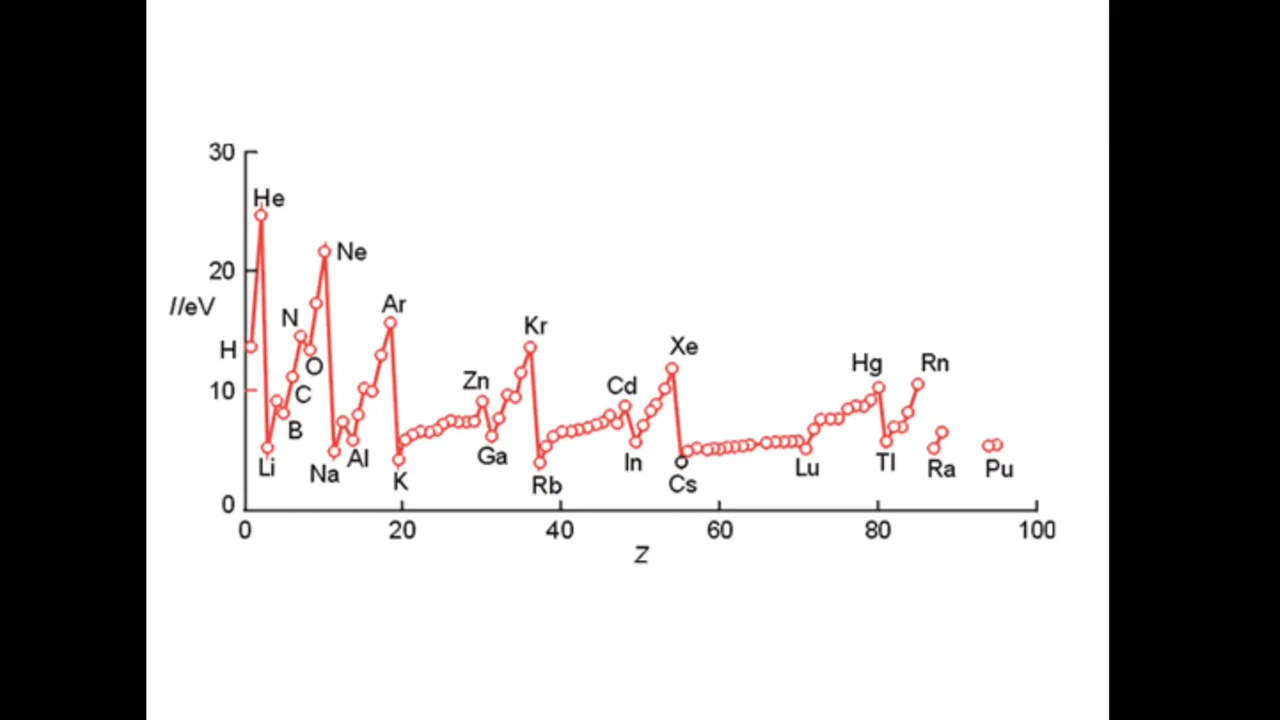 30
He
Ne
20
I/eV
Ar
N
Kr
H
Xe
O
Hg
Rn
Zn
Cd
10
C
B
Li
Na
Al
K
Ga
Rb
In
Cs
Lu
Tl
Ra
Pu
0
0 20 40 60 80 100
Z